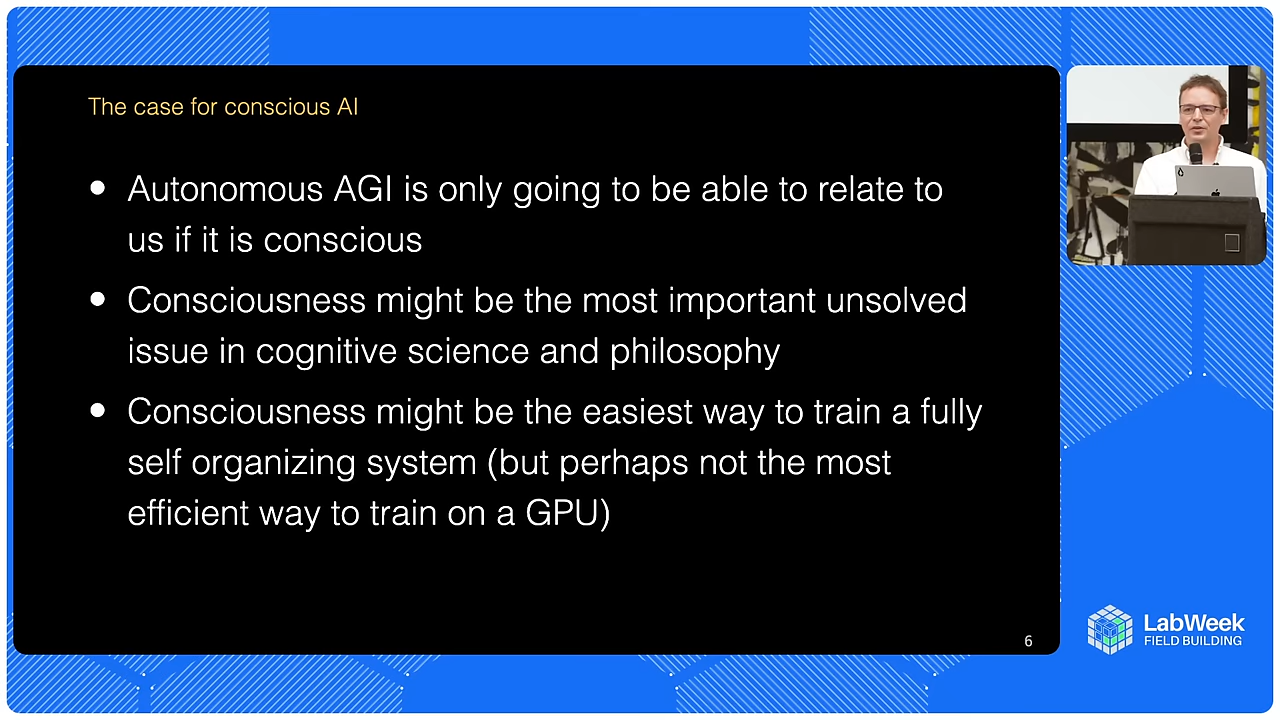 The case for conscious AI
• Autonomous AGI is only going to be able to relate to
us if it is conscious
• Consciousness might be the most important unsolved
issue in cognitive science and philosophy
• Consciousness might be the easiest way to train a fully
self organizing system (but perhaps not the most
efficient way to train on a GPU)
6
LabWeek
FIELD BUILDING